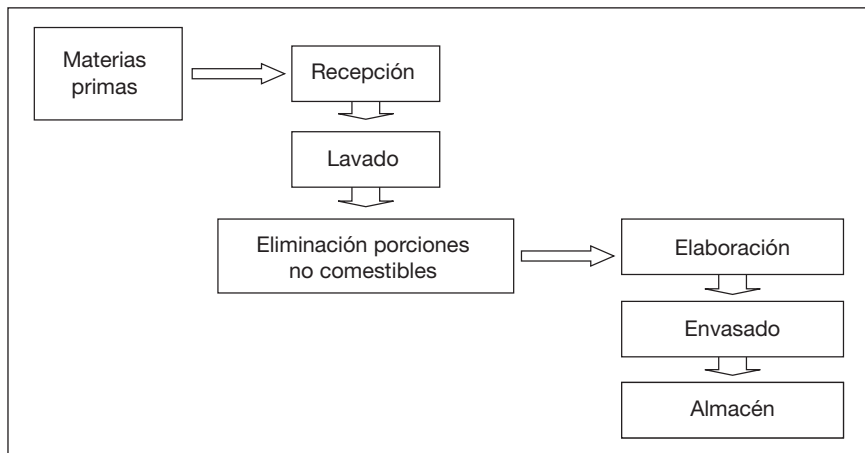 Materias
primas
Recepción
Lavado
Eliminación porciones
no comestibles
Elaboración
Envasado
Almacén